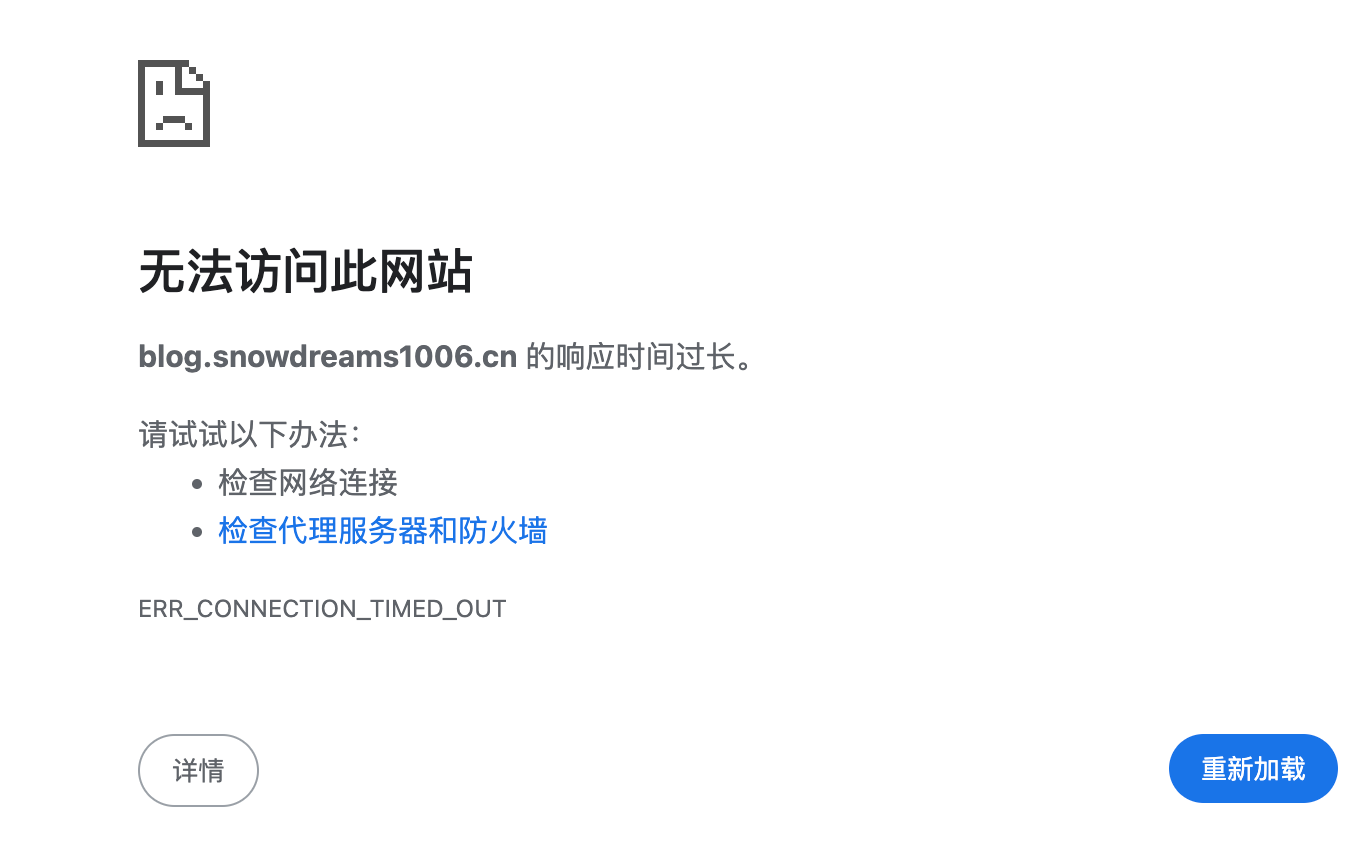 无法访问此网站
blog.snowdreams1006.cn 的响应时间过长。
请试试以下办法：
• 检查网络连接
• 检查代理服务器和防火墙
ERR_CONNECTION_TIMED_OUT
详情
重新加载